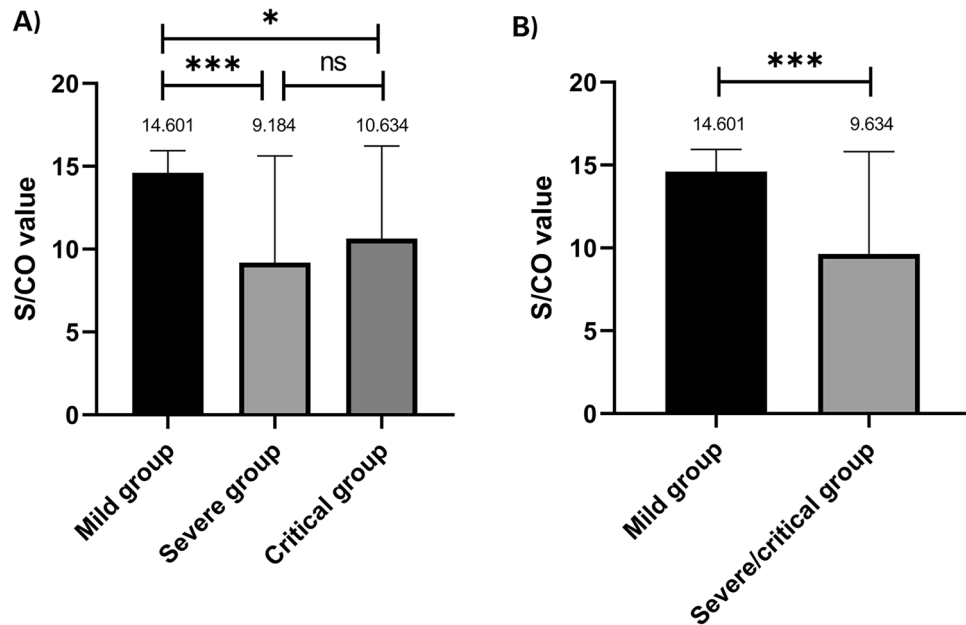 A)
*
*** ns
S/CO value
20
15
10
5
0
14.601 9.184 10.634
Mild group
Severe group
Critical group
B)
***
S/CO value
20
15
10
5
0
14.601 9.634
Mild group
Severe/critical group